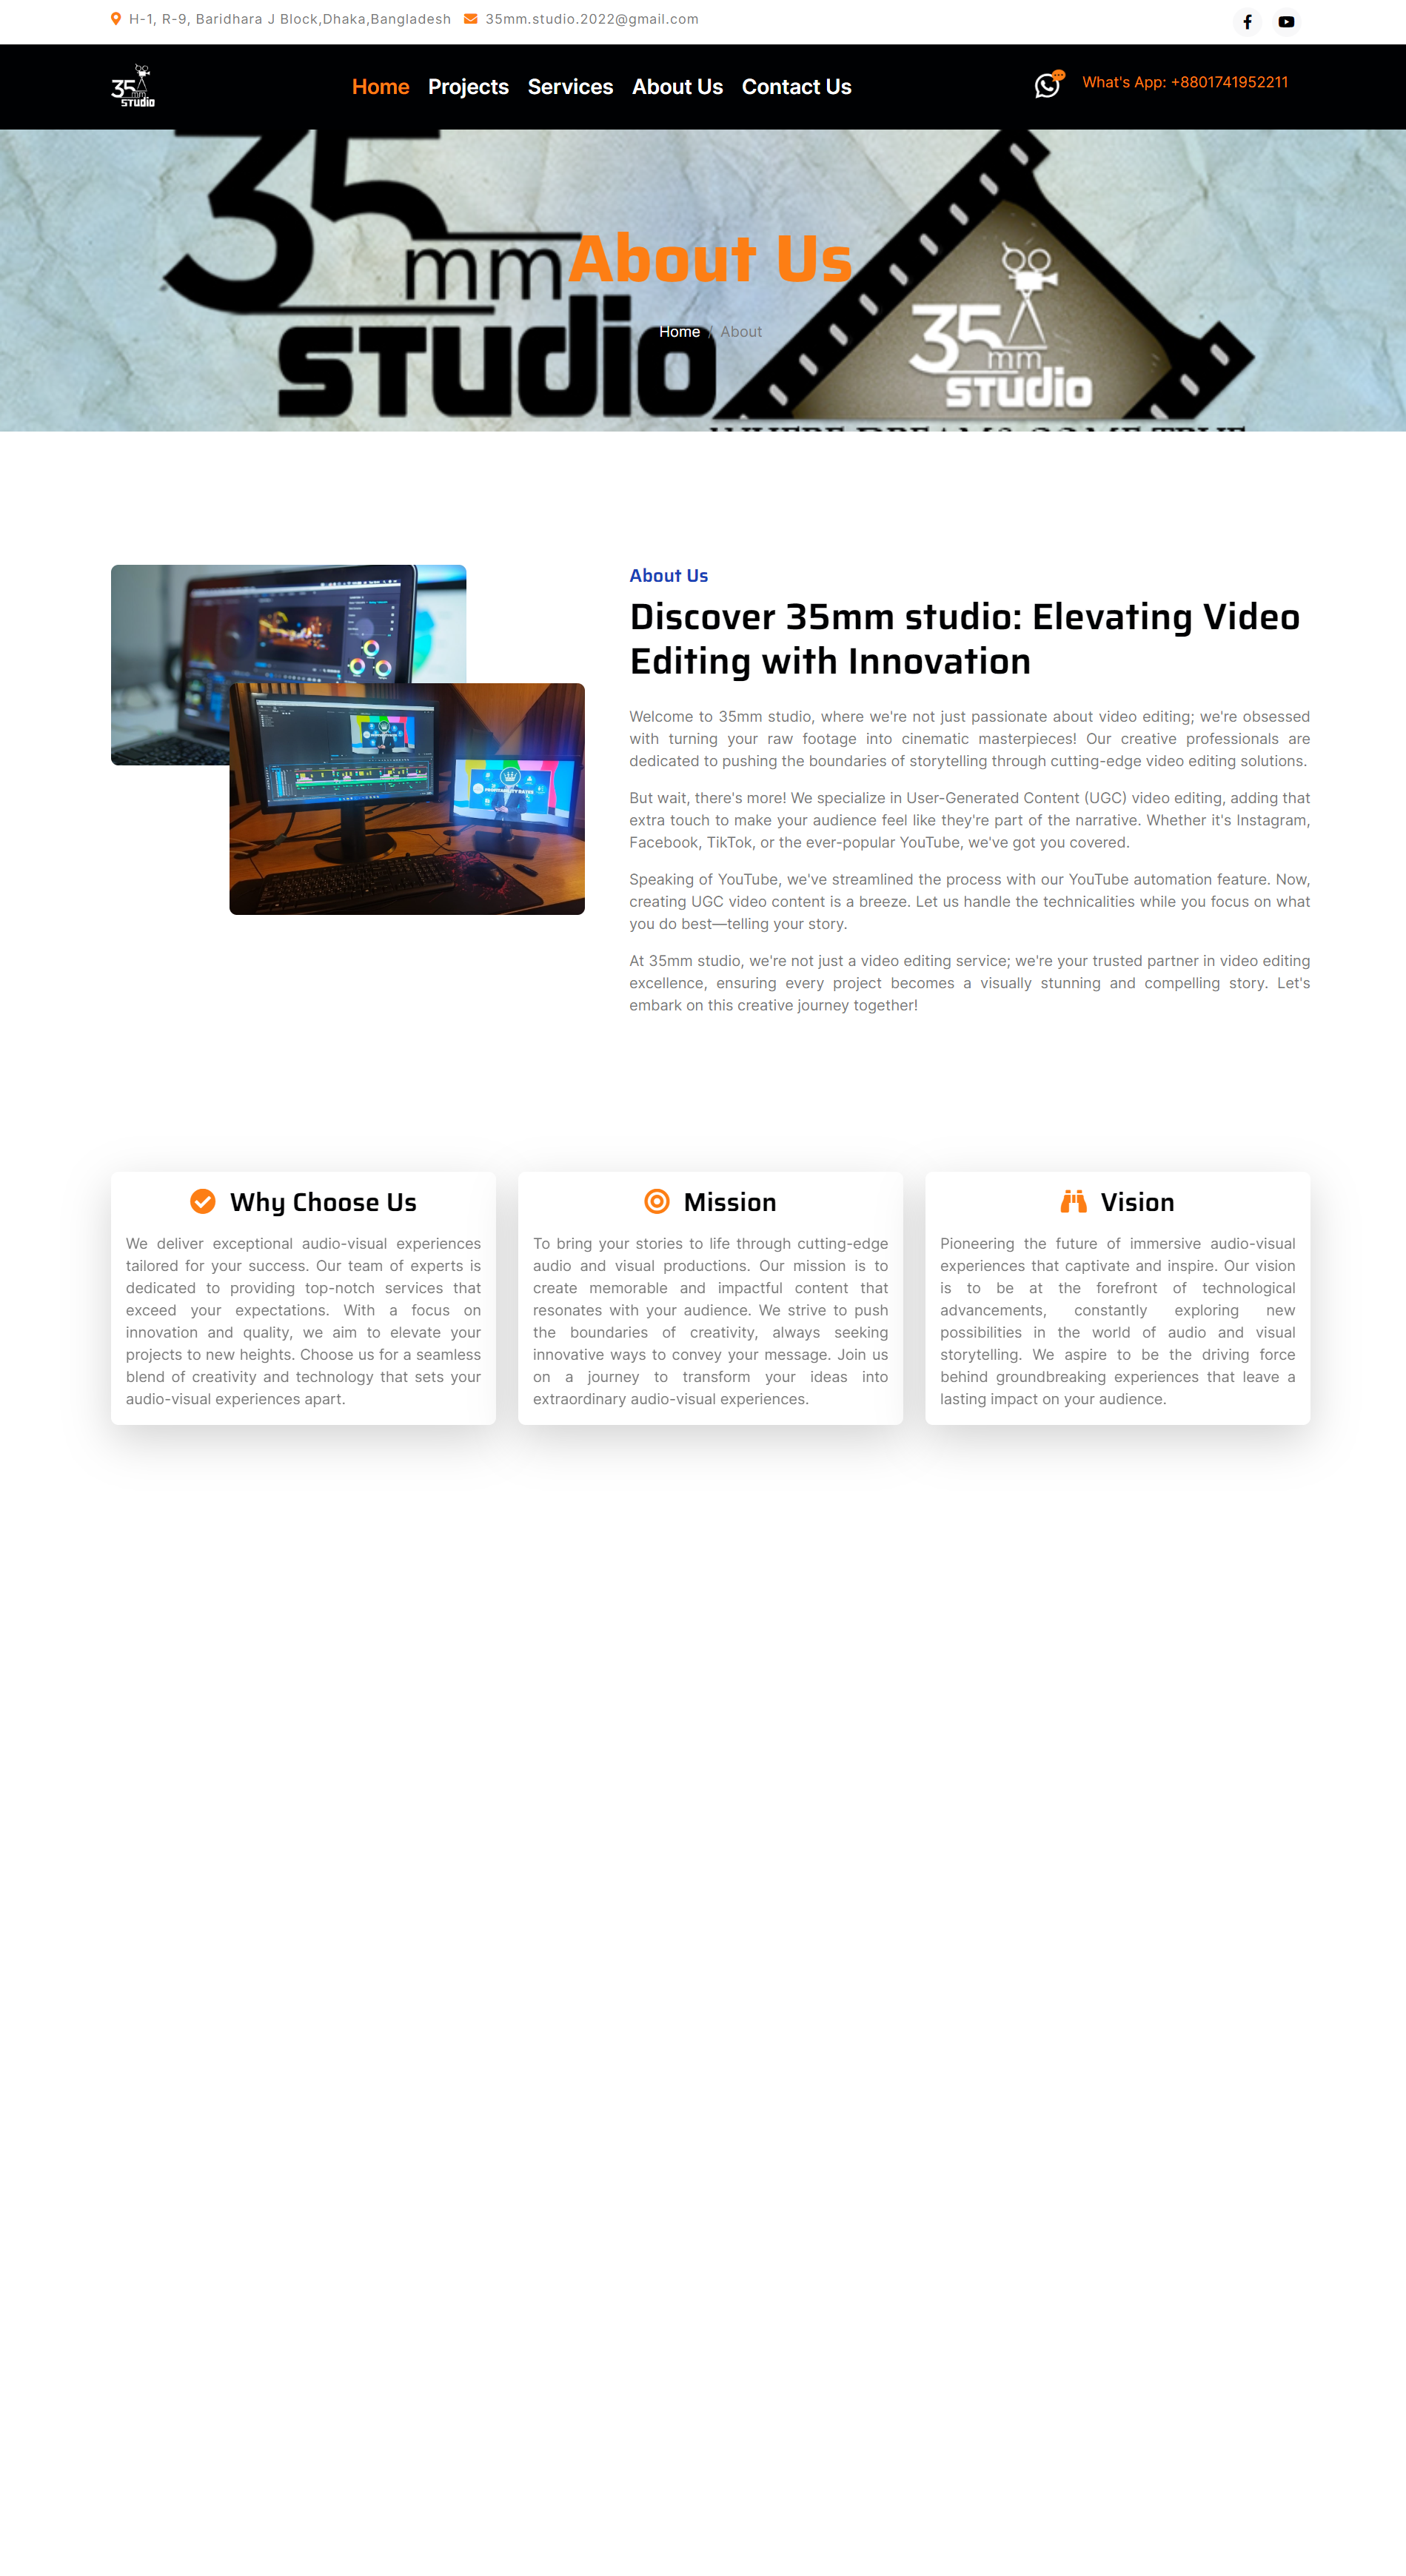 H-1, R-9, Baridhara J Block,Dhaka,Bangladesh 35mm.studio.2022@gmail.com
35
mm
studio
Home Projects Services About Us Contact Us
What's App: +8801741952211
35
mm
studio
About Us
Home / About
35
mm
studio
WHERE DREAMS COME TRUE
About Us
Discover 35mm studio: Elevating Video
Editing with Innovation
Welcome to 35mm studio, where we're not just passionate about video editing; we're obsessed
with turning your raw footage into cinematic masterpieces! Our creative professionals are
dedicated to pushing the boundaries of storytelling through cutting-edge video editing solutions.
But wait, there's more! We specialize in User-Generated Content (UGC) video editing, adding that
extra touch to make your audience feel like they're part of the narrative. Whether it's Instagram,
Facebook, TikTok, or the ever-popular YouTube, we've got you covered.
Speaking of YouTube, we've streamlined the process with our YouTube automation feature. Now,
creating UGC video content is a breeze. Let us handle the technicalities while you focus on what
you do best—telling your story.
At 35mm studio, we're not just a video editing service; we're your trusted partner in video editing
excellence, ensuring every project becomes a visually stunning and compelling story. Let's
embark on this creative journey together!
Why Choose Us
We deliver exceptional audio-visual experiences
tailored for your success. Our team of experts is
dedicated to providing top-notch services that
exceed your expectations. With a focus on
innovation and quality, we aim to elevate your
projects to new heights. Choose us for a seamless
blend of creativity and technology that sets your
audio-visual experiences apart.
Mission
To bring your stories to life through cutting-edge
audio and visual productions. Our mission is to
create memorable and impactful content that
resonates with your audience. We strive to push
the boundaries of creativity, always seeking
innovative ways to convey your message. Join us
on a journey to transform your ideas into
extraordinary audio-visual experiences.
Vision
Pioneering the future of immersive audio-visual
experiences that captivate and inspire. Our vision
is to be at the forefront of technological
advancements, constantly exploring new
possibilities in the world of audio and visual
storytelling. We aspire to be the driving force
behind groundbreaking experiences that leave a
lasting impact on your audience.